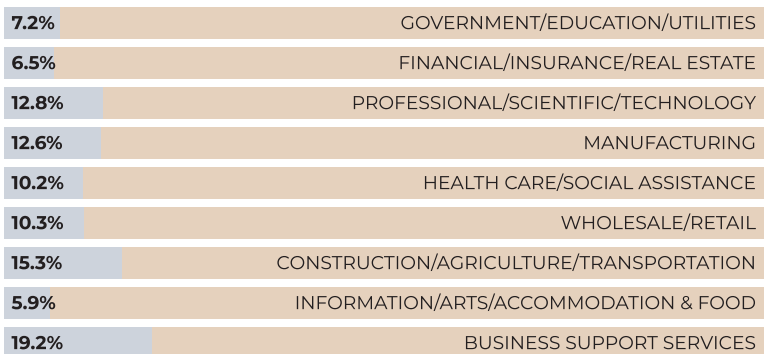 7.2% GOVERNMENT/EDUCATION/UTILITIES
6.5% FINANCIAL/INSURANCE/REAL ESTATE
12.8% PROFESSIONAL/SCIENTIFIC/TECHNOLOGY
12.6% MANUFACTURING
10.2% HEALTH CARE/SOCIAL ASSISTANCE
10.3% WHOLESALE/RETAIL
15.3% CONSTRUCTION/AGRICULTURE/TRANSPORTATION
5.9% INFORMATION/ARTS/ACCOMMODATION & FOOD
19.2% BUSINESS SUPPORT SERVICES